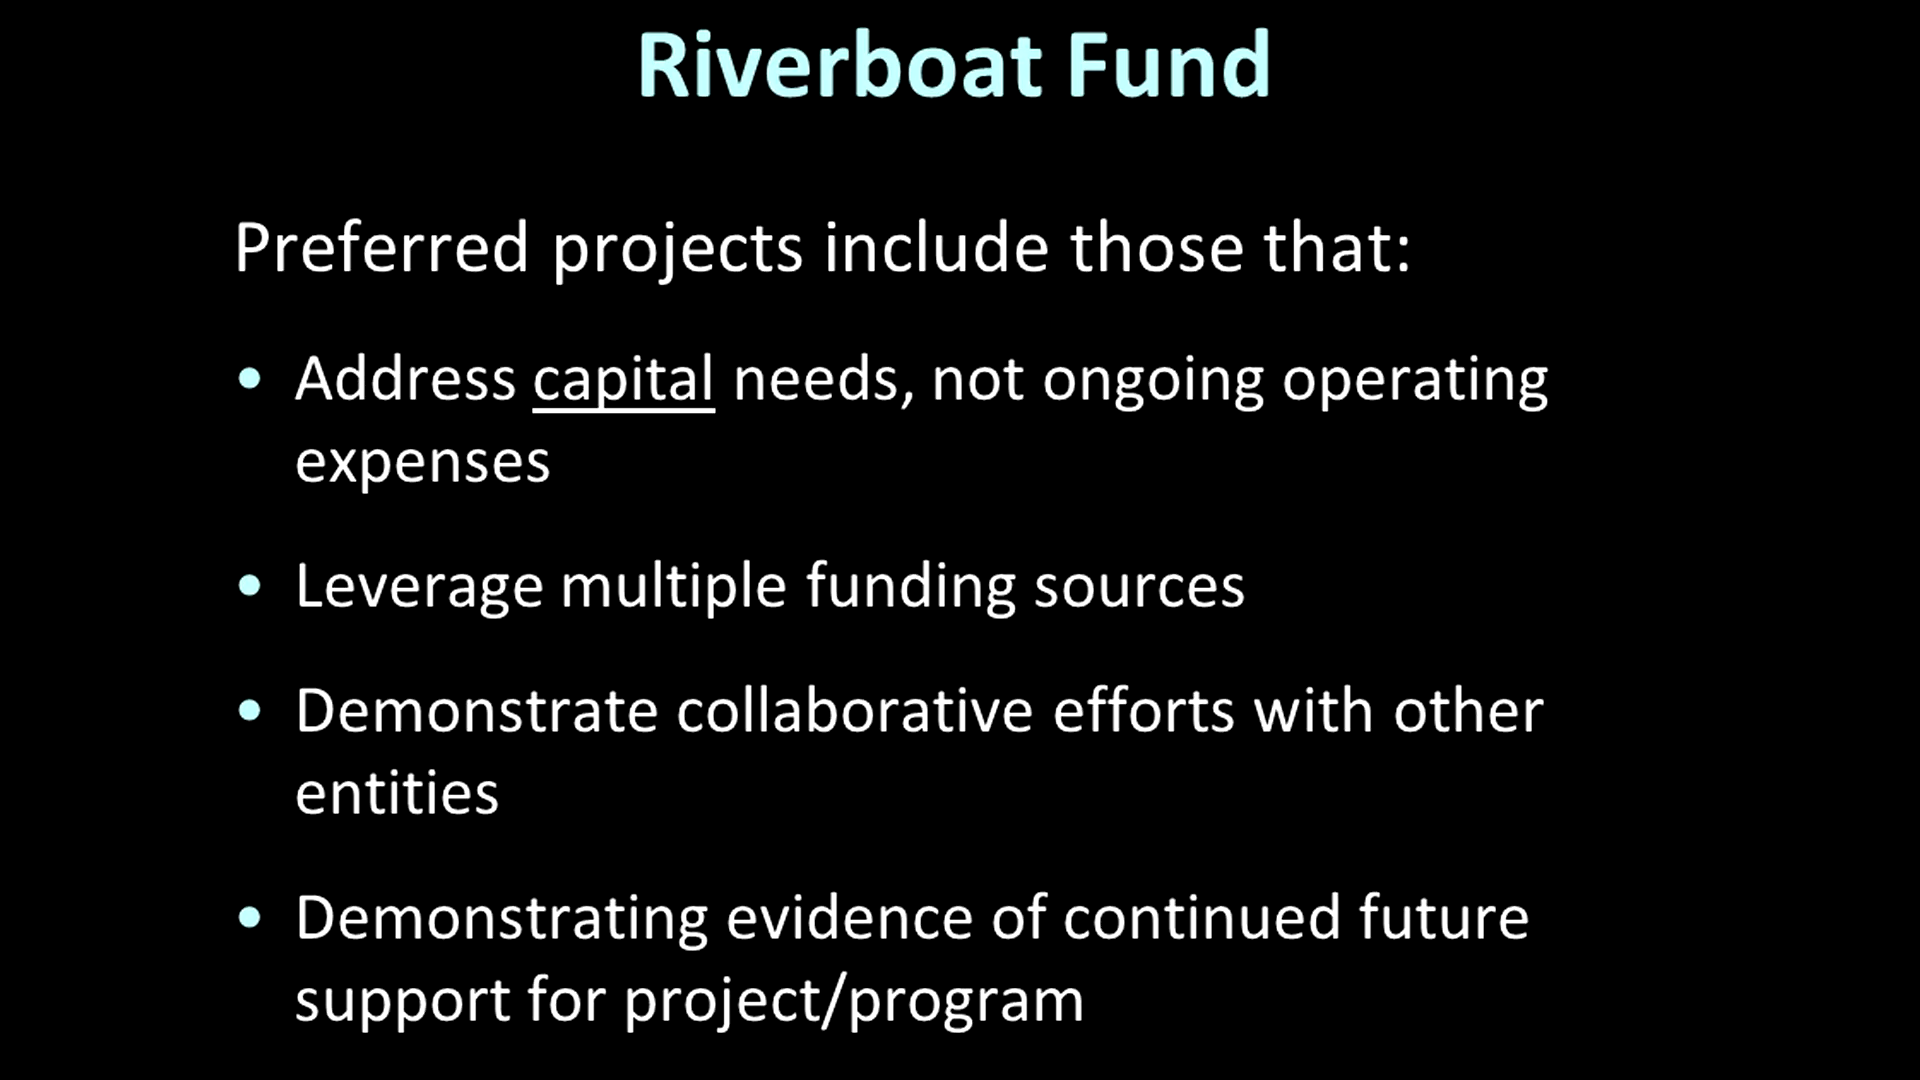 Riverboat Fund
Preferred projects include those that:
• Address capital needs, not ongoing operating
expenses
• Leverage multiple funding sources
• Demonstrate collaborative efforts with other
entities
• Demonstrating evidence of continued future
support for project/program